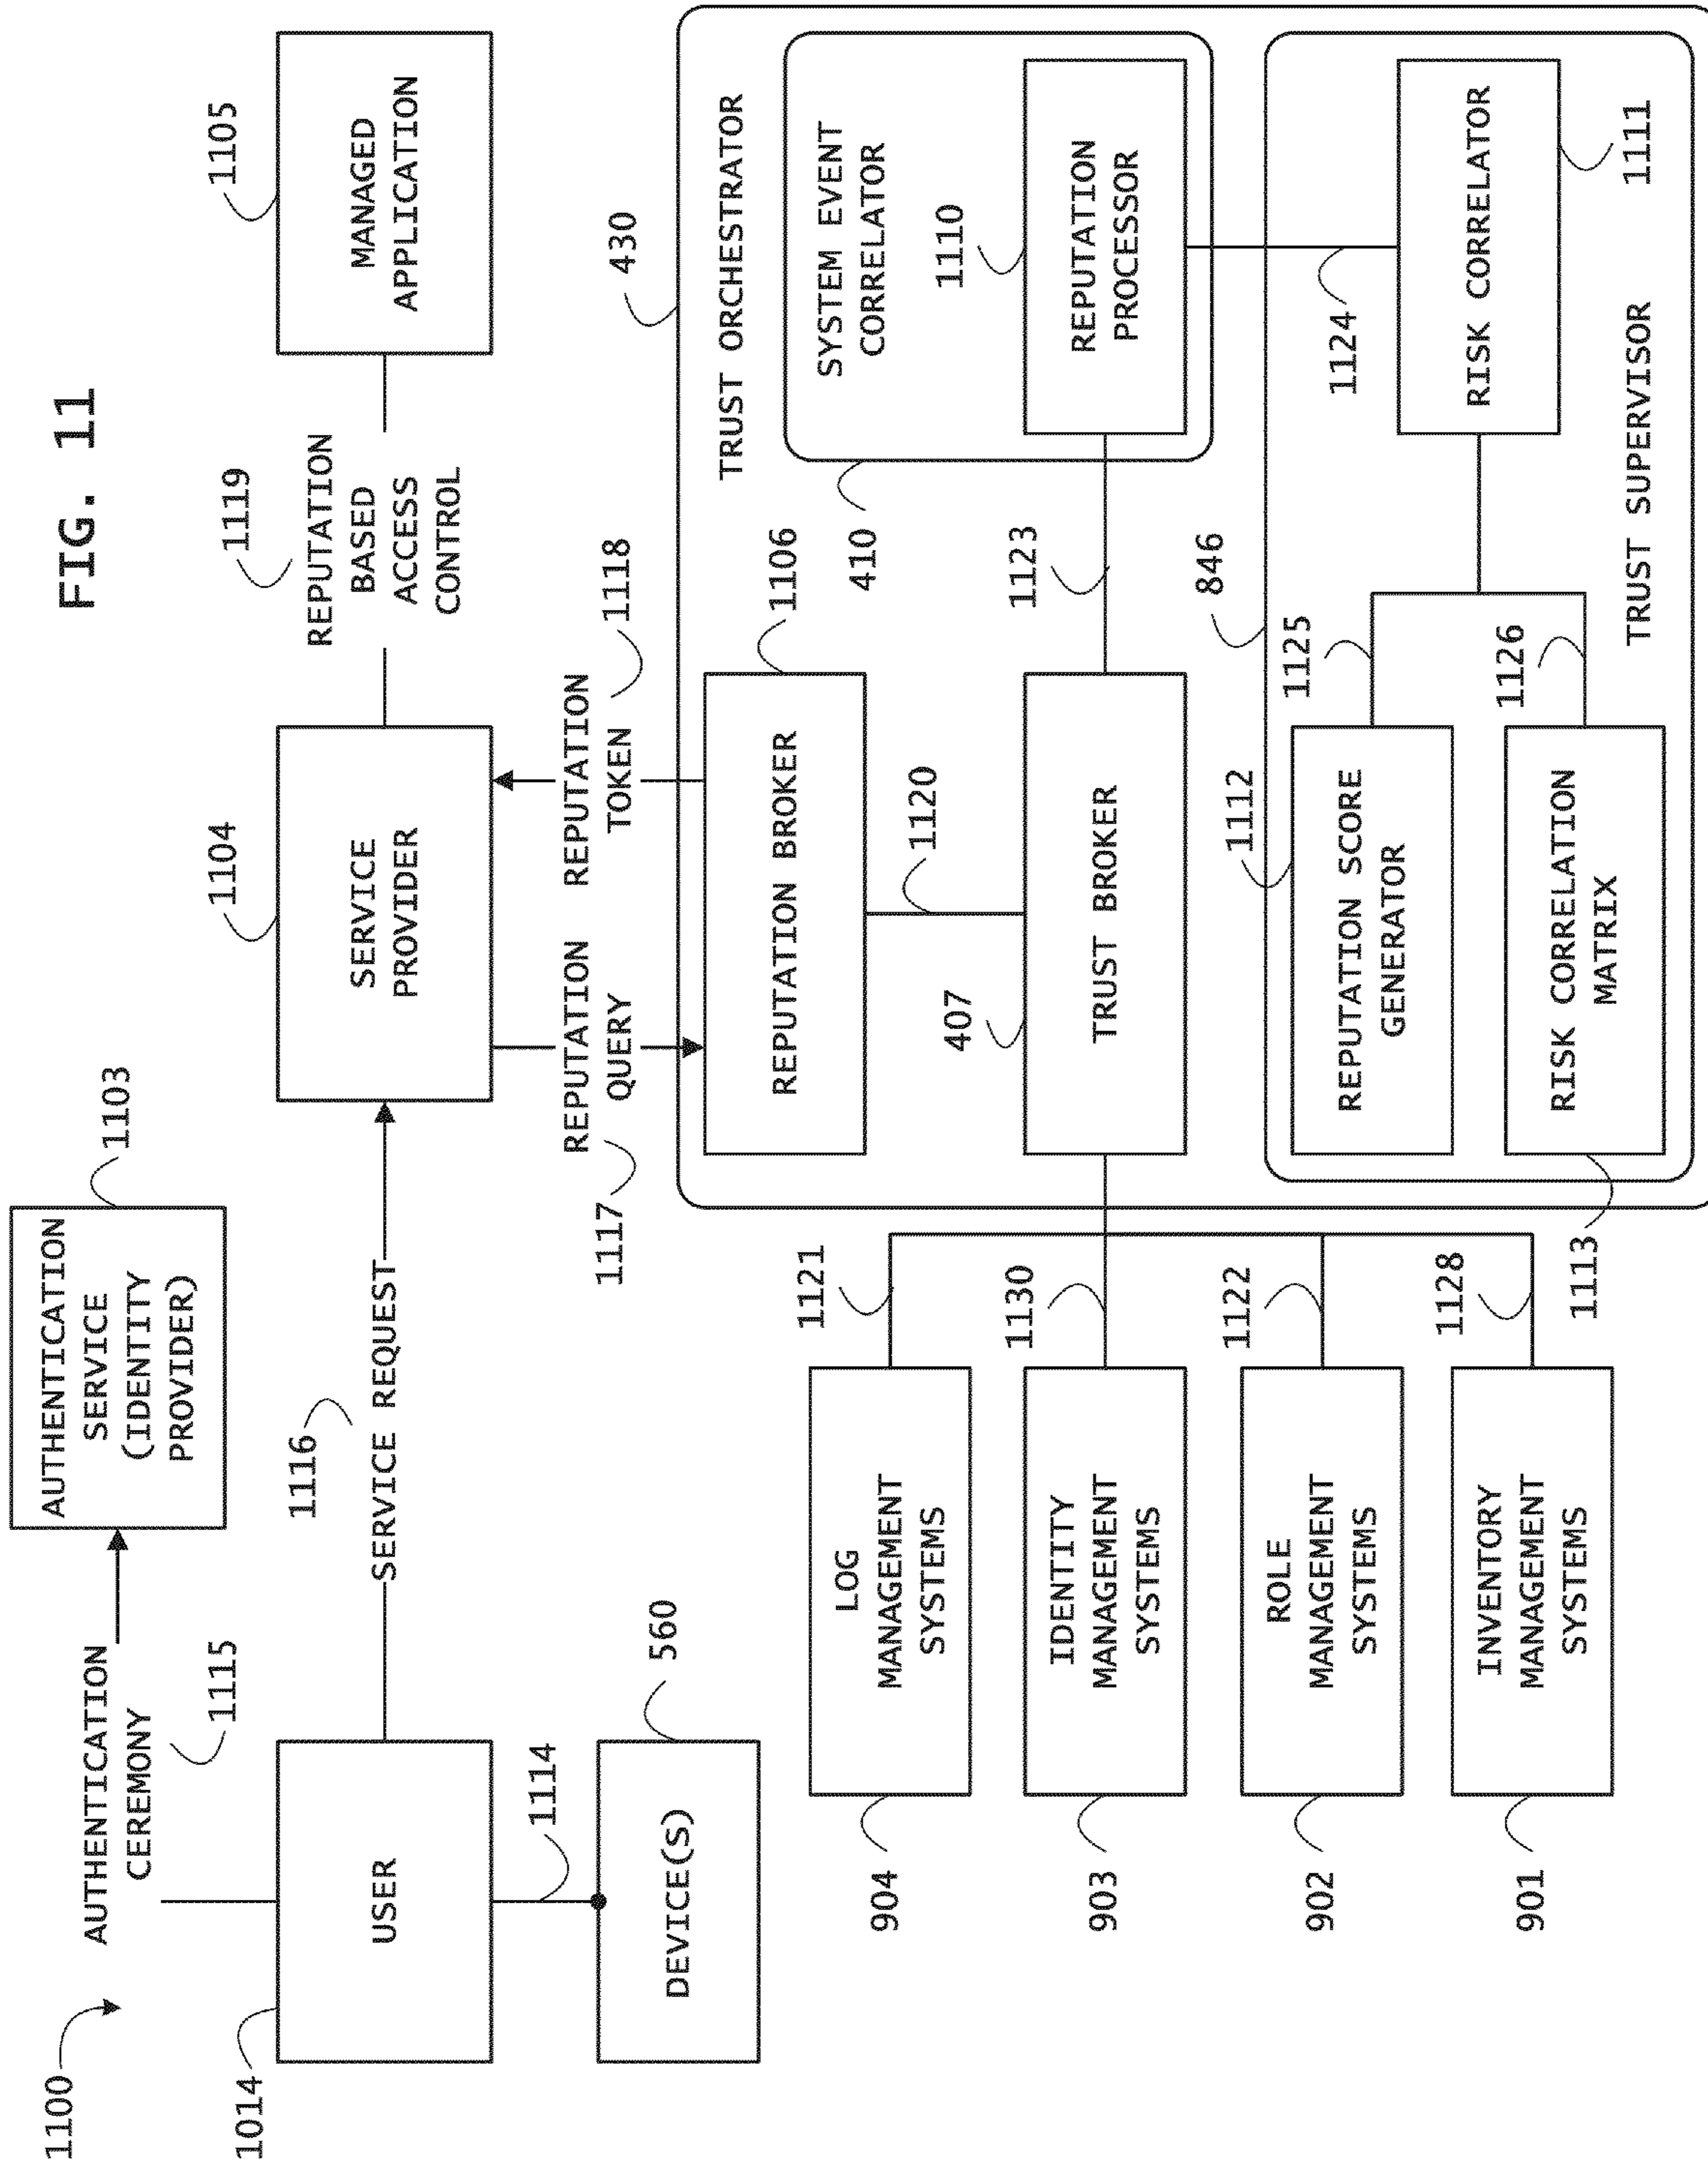 FIG. 11
1100
AUTHENTICATION
CEREMONY
1115
AUTHENTICATION
SERVICE
(IDENTITY
PROVIDER)
1103
1014
USER
1116
SERVICE REQUEST
1104
SERVICE
PROVIDER
1119
REPUTATION
BASED
ACCESS
CONTROL
1105
MANAGED
APPLICATION
1114
560
DEVICE(S)
1117
REPUTATION
QUERY
REPUTATION
TOKEN
1118
430
TRUST ORCHESTRATOR
1106
REPUTATION BROKER
1120
410
SYSTEM EVENT
CORRELATOR
1110
REPUTATION
PROCESSOR
407
TRUST BROKER
1123
904
LOG
MANAGEMENT
SYSTEMS
1121
903
IDENTITY
MANAGEMENT
SYSTEMS
1130
902
ROLE
MANAGEMENT
SYSTEMS
1122
901
INVENTORY
MANAGEMENT
SYSTEMS
1128
846
1112
REPUTATION SCORE
GENERATOR
1125
1124
RISK CORRELATOR
1111
1113
RISK CORRELATION
MATRIX
1126
TRUST SUPERVISOR